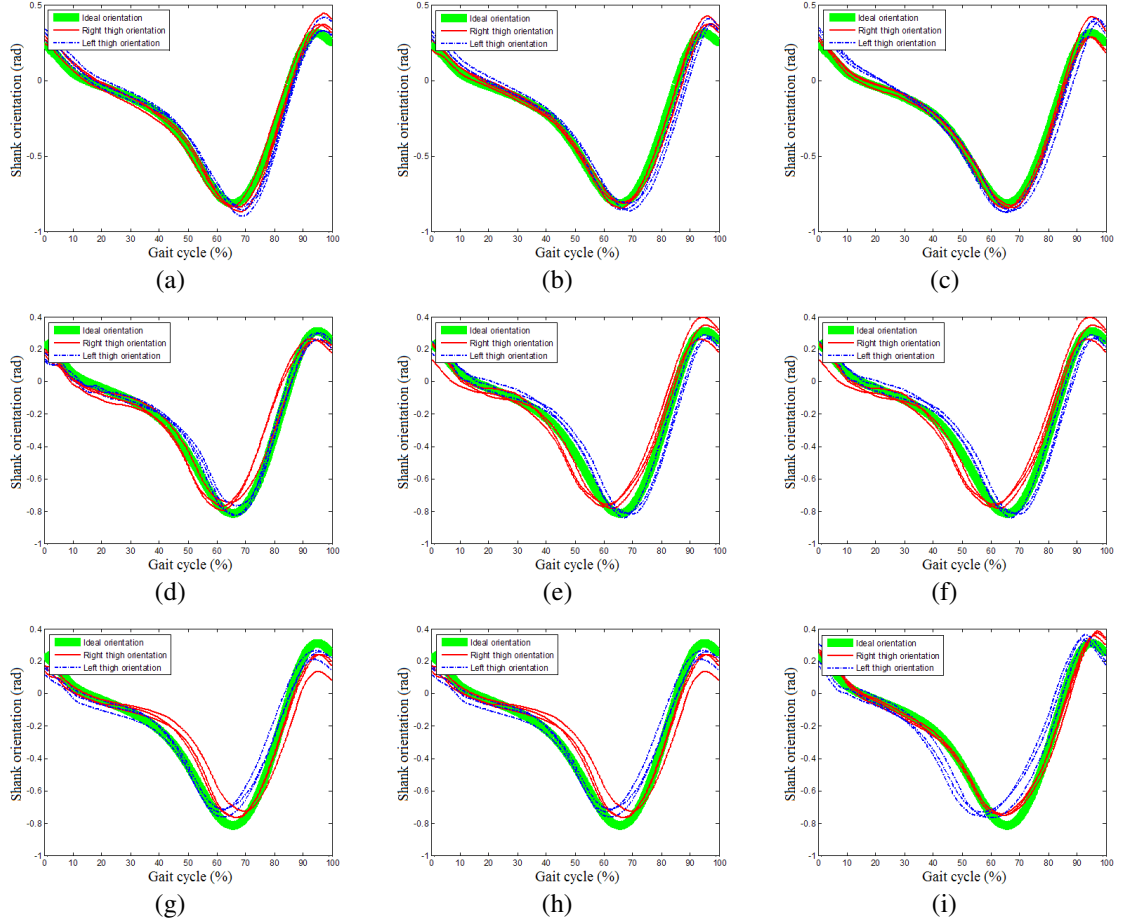 0.5
0
-0.5
-1
Shank orientation (rad)
Ideal orientation
Right thigh orientation
Left thigh orientation
0 10 20 30 40 50 60 70 80 90 100
Gait cycle (%)
(a)
0.5
0
-0.5
-1
Shank orientation (rad)
Ideal orientation
Right thigh orientation
Left thigh orientation
0 10 20 30 40 50 60 70 80 90 100
Gait cycle (%)
(b)
0.5
0
-0.5
-1
Shank orientation (rad)
Ideal orientation
Right thigh orientation
Left thigh orientation
0 10 20 30 40 50 60 70 80 90 100
Gait cycle (%)
(c)
0.4
0.2
0
-0.2
-0.4
-0.6
-0.8
-1
Shank orientation (rad)
Ideal orientation
Right thigh orientation
Left thigh orientation
0 10 20 30 40 50 60 70 80 90 100
Gait cycle (%)
(d)
0.4
0.2
0
-0.2
-0.4
-0.6
-0.8
-1
Shank orientation (rad)
Ideal orientation
Right thigh orientation
Left thigh orientation
0 10 20 30 40 50 60 70 80 90 100
Gait cycle (%)
(e)
0.4
0.2
0
-0.2
-0.4
-0.6
-0.8
-1
Shank orientation (rad)
Ideal orientation
Right thigh orientation
Left thigh orientation
0 10 20 30 40 50 60 70 80 90 100
Gait cycle (%)
(f)
0.4
0.2
0
-0.2
-0.4
-0.6
-0.8
-1
Shank orientation (rad)
Ideal orientation
Right thigh orientation
Left thigh orientation
0 10 20 30 40 50 60 70 80 90 100
Gait cycle (%)
(g)
0.4
0.2
0
-0.2
-0.4
-0.6
-0.8
-1
Shank orientation (rad)
Ideal orientation
Right thigh orientation
Left thigh orientation
0 10 20 30 40 50 60 70 80 90 100
Gait cycle (%)
(h)
0.4
0.2
0
-0.2
-0.4
-0.6
-0.8
-1
Shank orientation (rad)
Ideal orientation
Right thigh orientation
Left thigh orientation
0 10 20 30 40 50 60 70 80 90 100
Gait cycle (%)
(i)